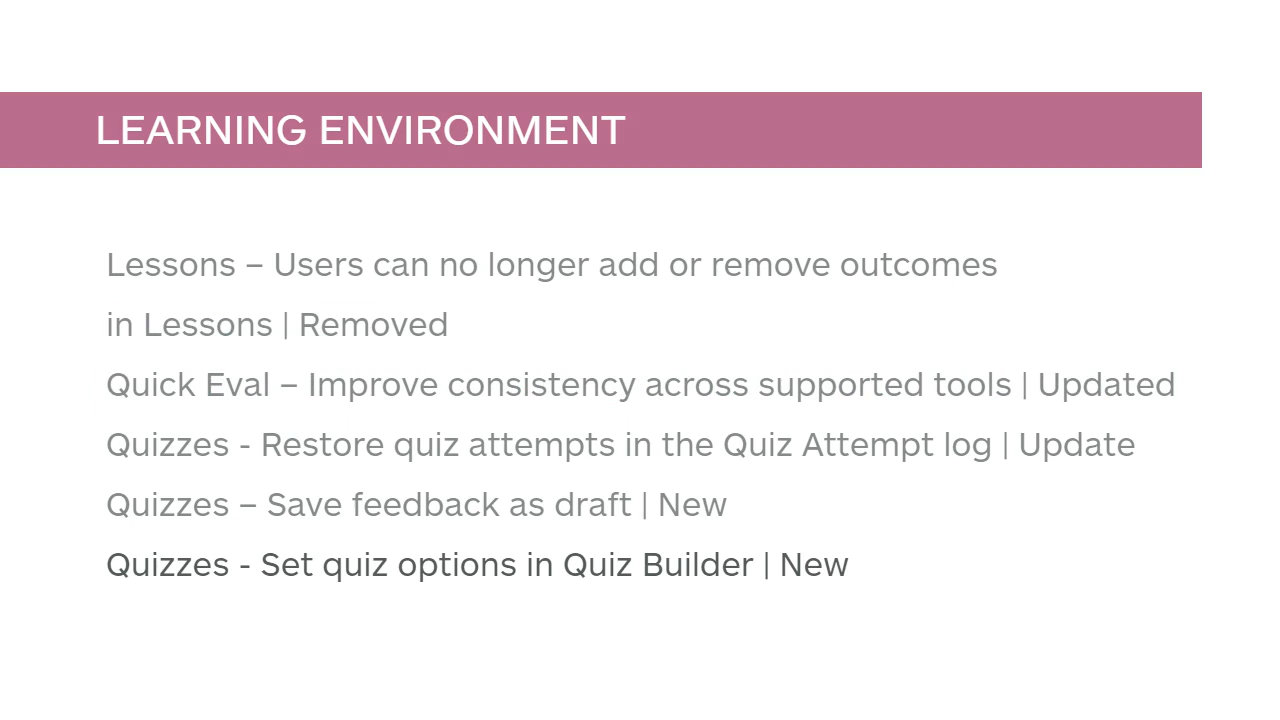 LEARNING ENVIRONMENT
Lessons – Users can no longer add or remove outcomes
in Lessons | Removed
Quick Eval – Improve consistency across supported tools | Updated
Quizzes - Restore quiz attempts in the Quiz Attempt log | Update
Quizzes – Save feedback as draft | New
Quizzes - Set quiz options in Quiz Builder | New